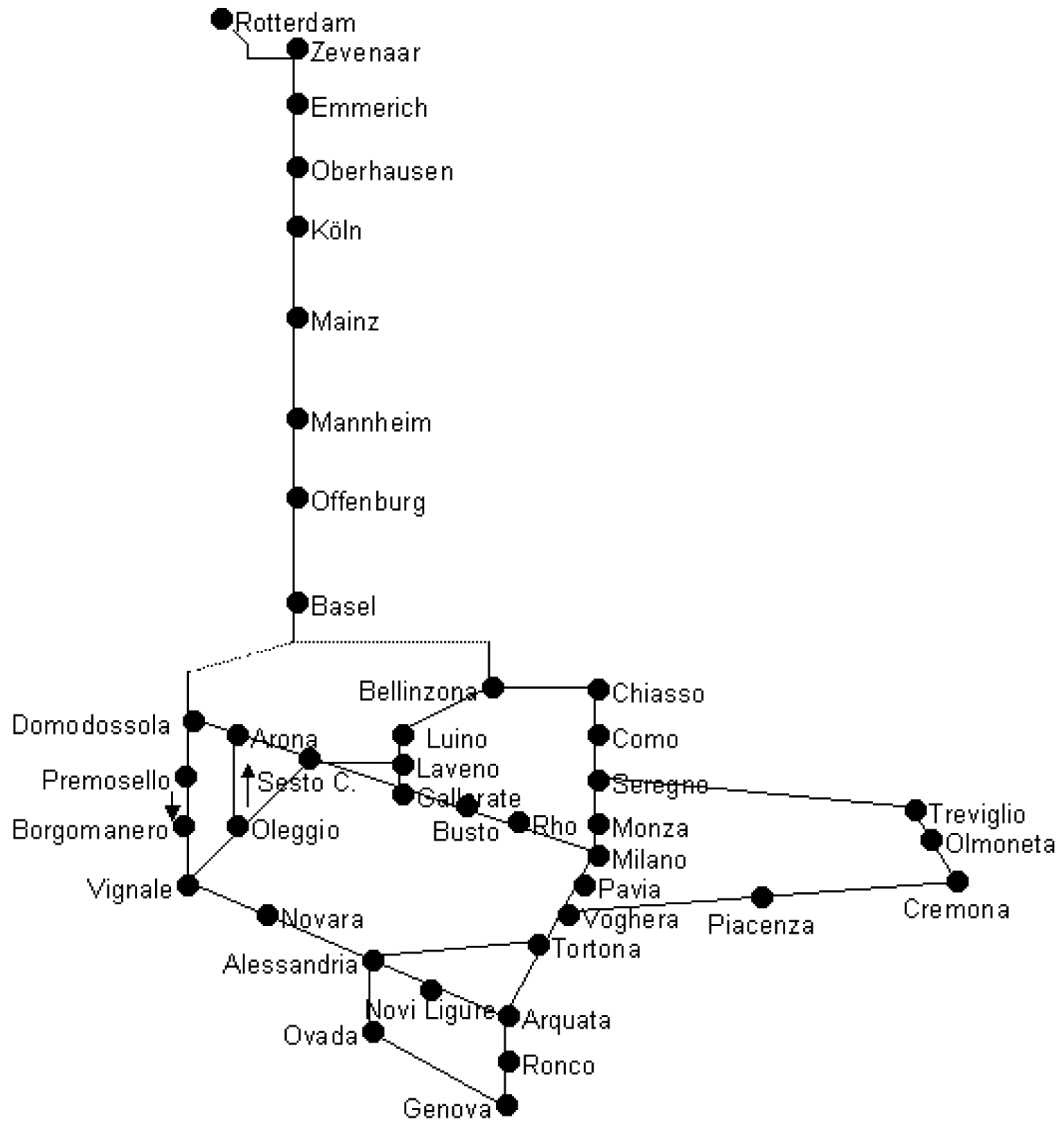 Rotterdam
Zevenaar
Emmerich
Oberhausen
Köln
Mainz
Mannheim
Offenburg
Basel
Bellinzona
Chiasso
Domodossola
Arona
Luino
Como
Premosello
Sesto C.
Laveno
Gallarate
Seregno
Treviglio
Borgomanero
Oleggio
Busto
Rho
Monza
Olmoneta
Milano
Vignale
Pavia
Cremona
Novara
Voghera
Piacenza
Alessandria
Tortona
Novi Ligure
Arquata
Ovada
Ronco
Genova